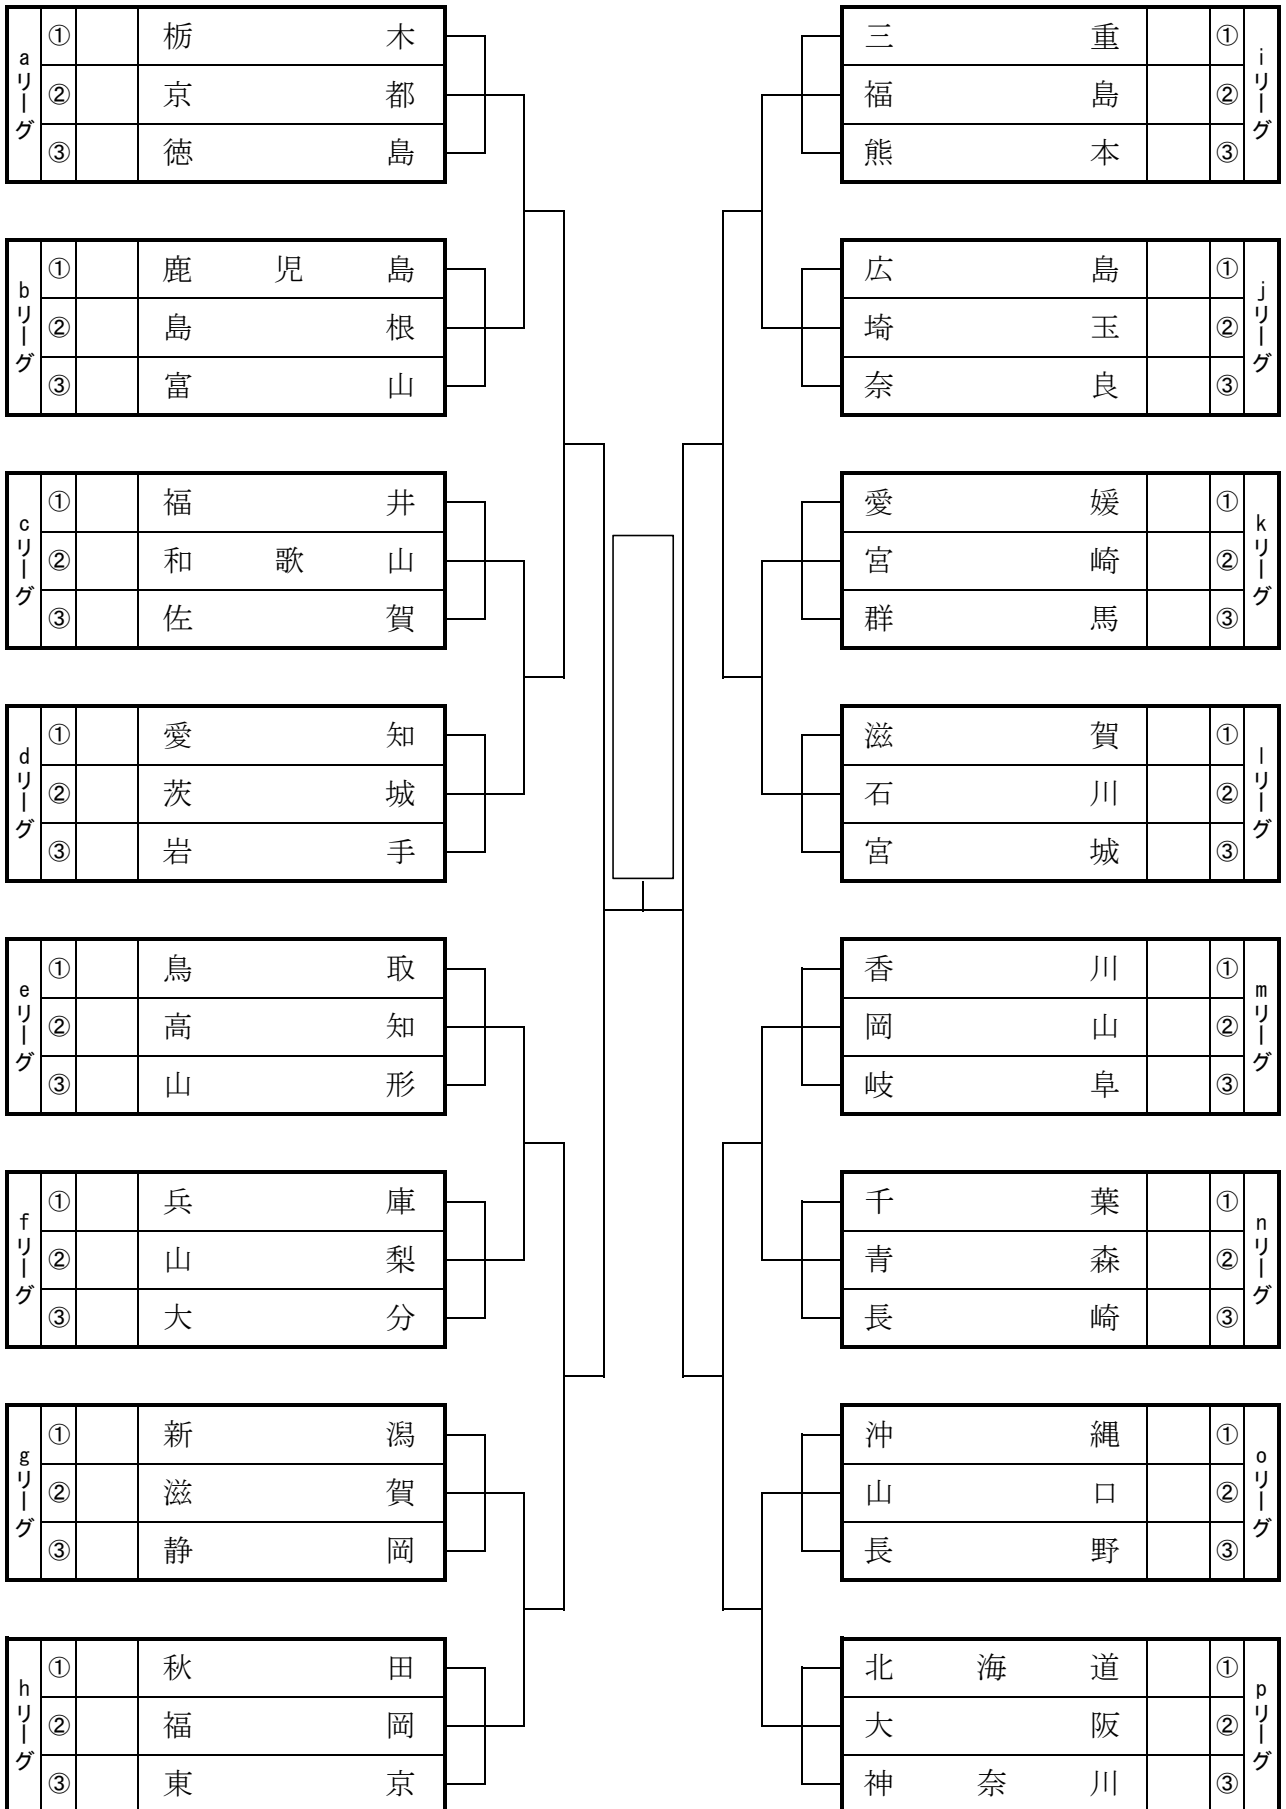 aリーグ
① 栃木
② 京都
③ 徳島
bリーグ
① 鹿児島
② 島根
③ 富山
cリーグ
① 福井
② 和歌山
③ 佐賀
dリーグ
① 愛知
② 茨城
③ 岩手
eリーグ
① 鳥取
② 高知
③ 山形
fリーグ
① 兵庫
② 山梨
③ 大分
gリーグ
① 新潟
② 滋賀
③ 静岡
hリーグ
① 秋田
② 福岡
③ 東京
iリーグ
三重 ①
福島 ②
熊本 ③
jリーグ
広島 ①
埼玉 ②
奈良 ③
kリーグ
愛媛 ①
宮崎 ②
群馬 ③
lリーグ
滋賀 ①
石川 ②
宮城 ③
mリーグ
香川 ①
岡山 ②
岐阜 ③
nリーグ
千葉 ①
青森 ②
長崎 ③
oリーグ
沖縄 ①
山口 ②
長野 ③
pリーグ
北海道 ①
大阪 ②
神奈川 ③